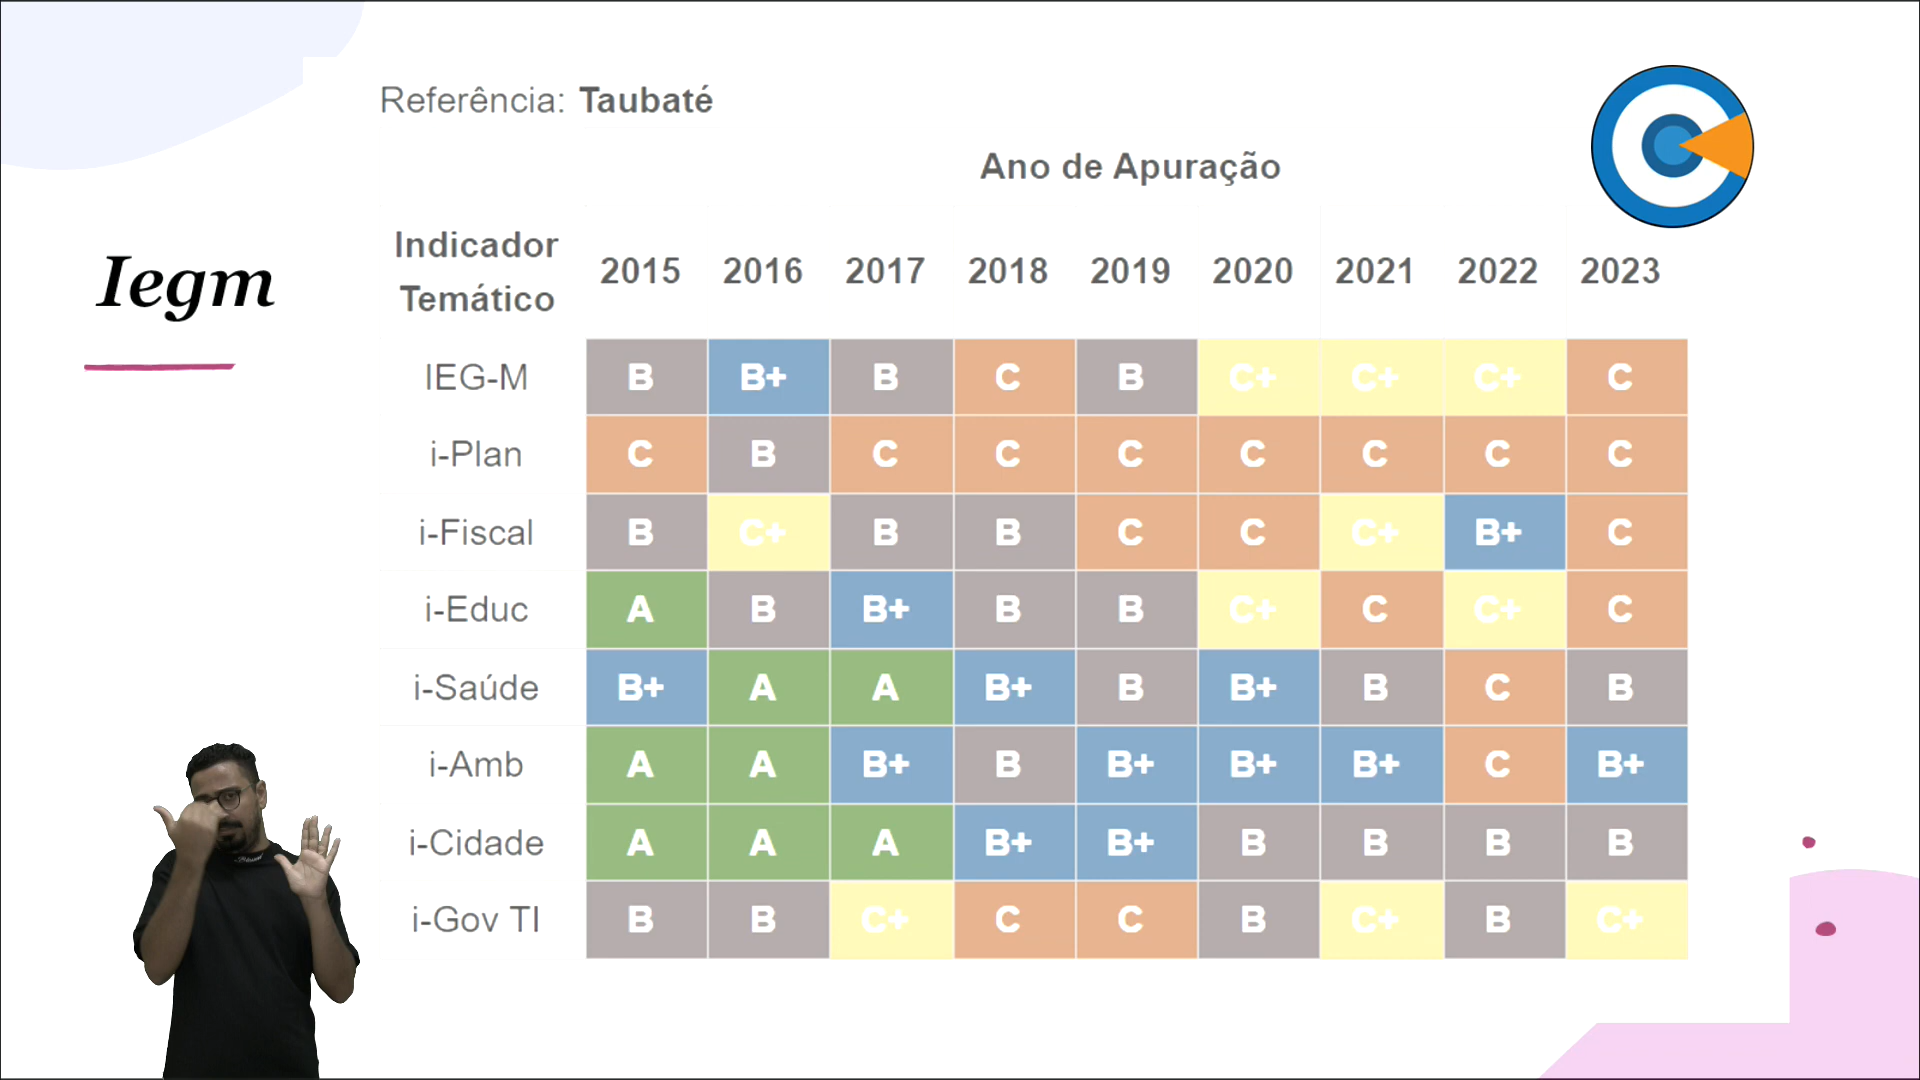 Referência: Taubaté
Ano de Apuração
Iegm
Indicador
Temático
2015 2016 2017 2018 2019 2020 2021 2022 2023
IEG-M B B+ B C B C+ C+ C+ C
i-Plan C B C C C C C C C
i-Fiscal B C+ B B C C C+ B+ C
i-Educ A B B+ B B C+ C C+ C
i-Saúde B+ A A B+ B B+ B C B
i-Amb A A B+ B B+ B+ B+ C B+
i-Cidade A A A B+ B+ B B B B
i-Gov TI B B C+ C C B C+ B C+